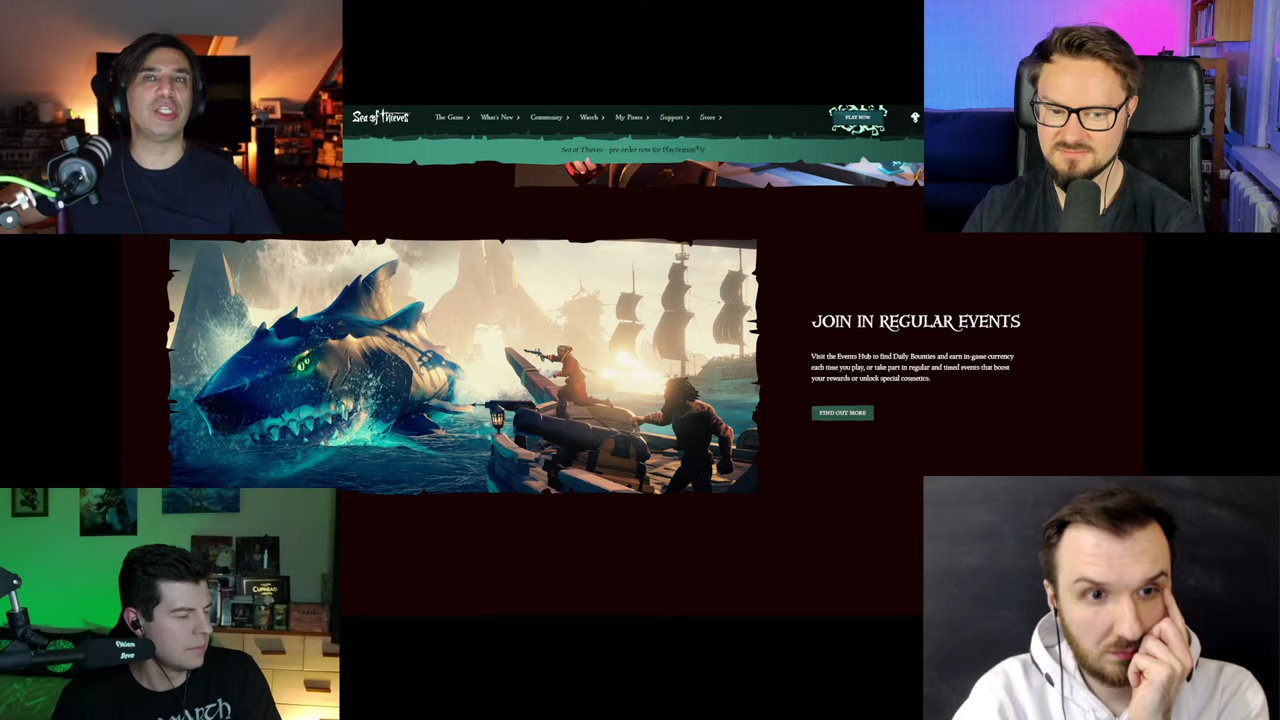 Sea of Thieves
The Game
What's New
Community
Watch
My Pirate
Support
Store
PLAY NOW
Sea of Thieves - pre-order now for PlayStation®5!
JOIN IN REGULAR EVENTS
Visit the Events Hub to find Daily Bounties and earn in-game currency
each time you play, or take part in regular and timed events that boost
your rewards or unlock special cosmetics.
FIND OUT MORE
CUPHEAD